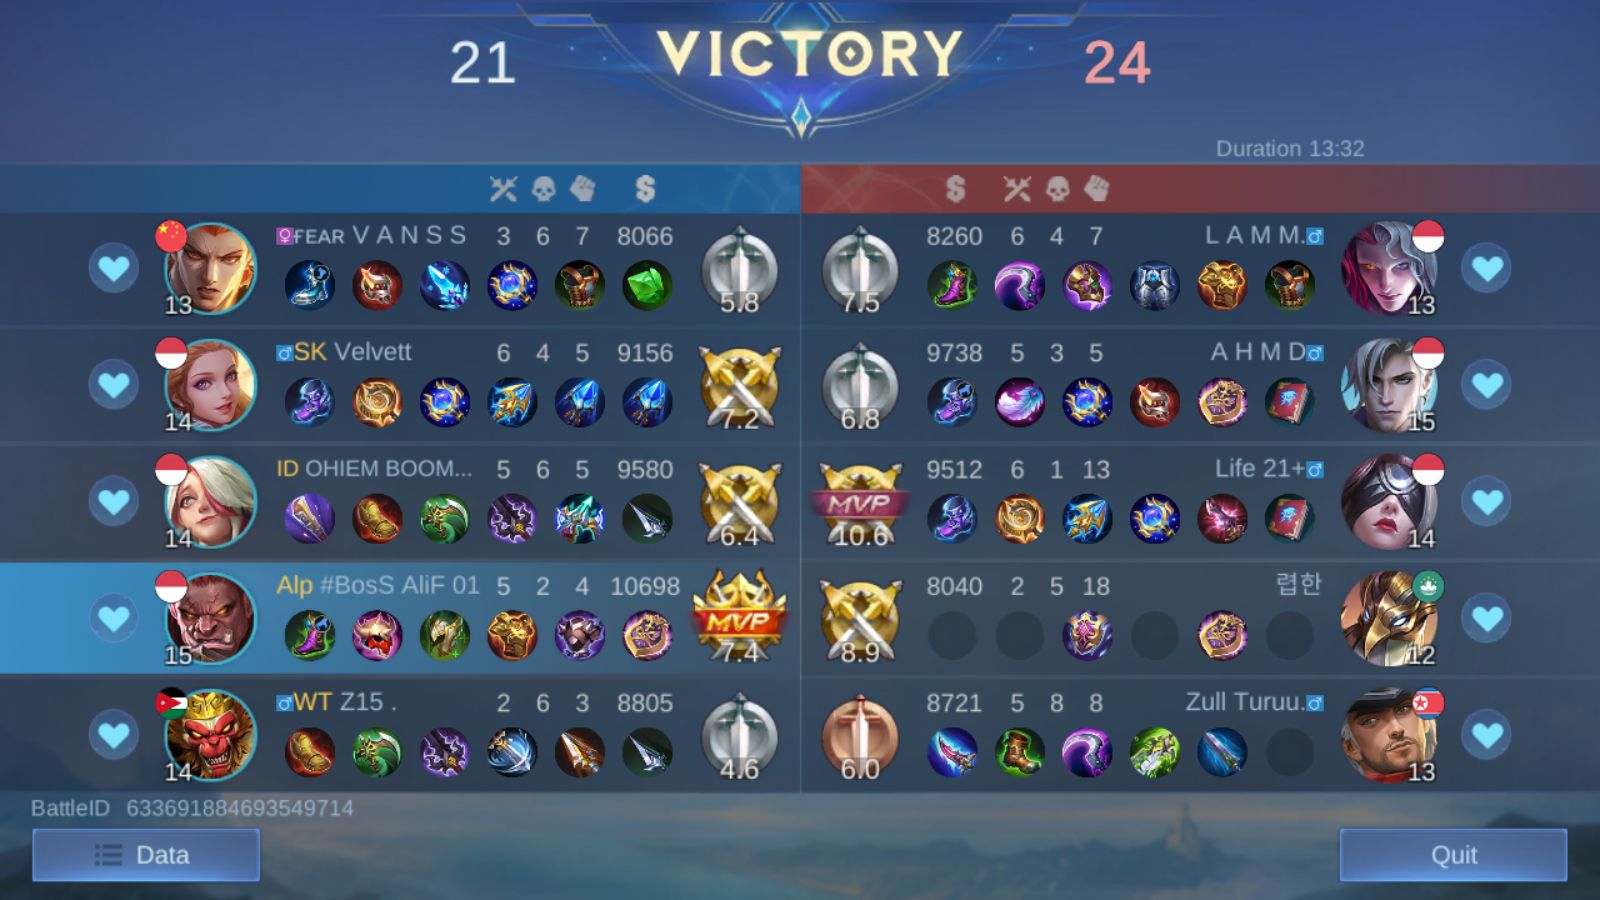 21 VICTORY 24
Duration 13:32
FEAR V A N S S 3 6 7 8066
13 5.8
8260 6 4 7 L A M M.
7.5 13
SK Velvett 6 4 5 9156
14 7.2
9738 5 3 5 A H M D
6.8 15
ID OHIEM BOOM... 5 6 5 9580
14 6.4
9512 6 1 13 Life 21+
MVP
10.6 14
Alp #BosS AliF 01 5 2 4 10698
MVP
15 7.4
8040 2 5 18 렵한
8.9 12
WT Z15 . 2 6 3 8805
14 4.6
8721 5 8 8 Zull Turuu.
6.0 13
BattleID 633691884693549714
Data
Quit